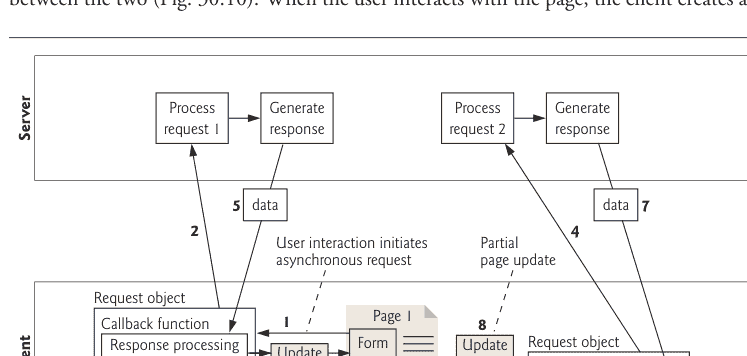 between the two (Fig. 30.10). When the user interacts with the page, the client creates a
Server
Process
request 1
Generate
response
Process
request 2
Generate
response
5 data
data 7
2
4
User interaction initiates
asynchronous request
Partial
page update
Request object
Callback function
Response processing
1
Page 1
Form
Update
8
Update
Request object